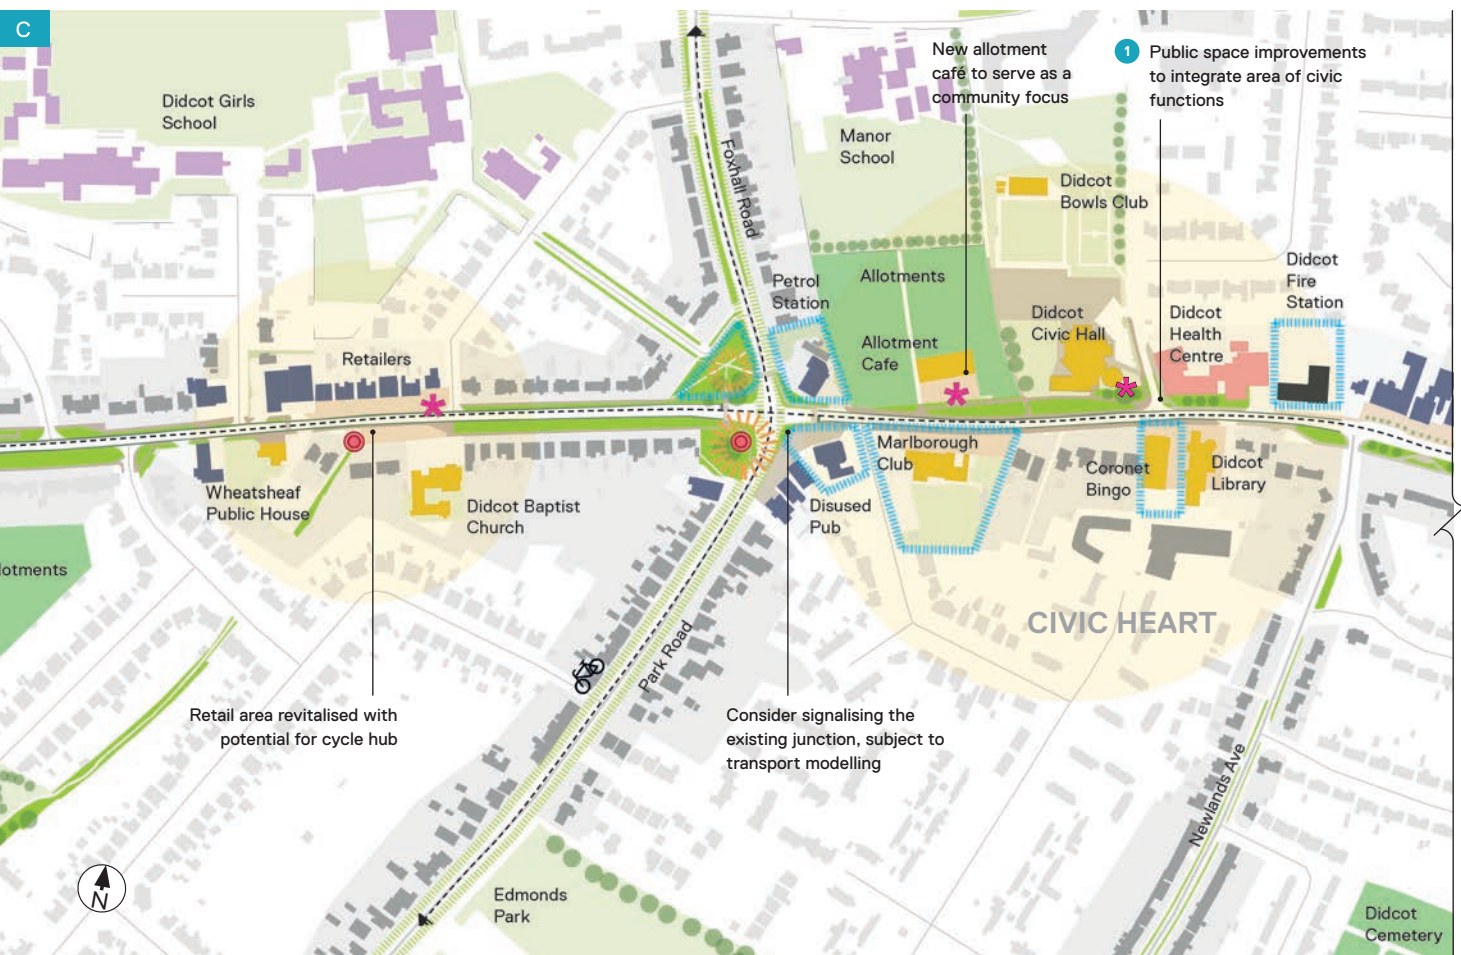 C
New allotment
café to serve as a
community focus
1 Public space improvements
to integrate area of civic
functions
Didcot Girls
School
Foxhall Road
Manor
School
Didcot
Bowls Club
Petrol
Station
Allotments
Didcot
Fire
Station
Didcot
Civic Hall
Didcot
Health
Centre
Allotment
Cafe
Retailers
Marlborough
Club
Coronet
Bingo
Didcot
Library
Wheatsheaf
Public House
Didcot Baptist
Church
Disused
Pub
lotments
CIVIC HEART
Park Road
Retail area revitalised with
potential for cycle hub
Consider signalising the
existing junction, subject to
transport modelling
Newlands Ave
N
Edmonds
Park
Didcot
Cemetery